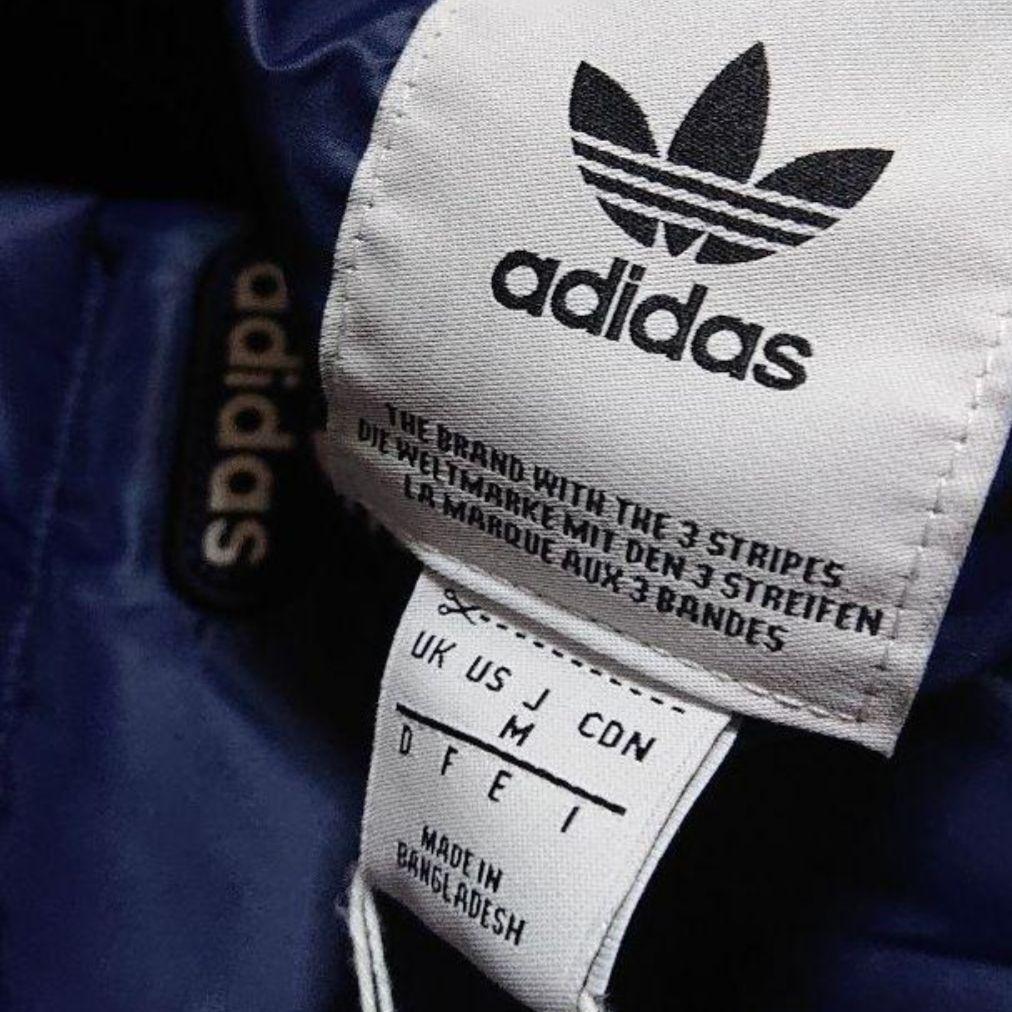 adidas
adidas
THE BRAND WITH THE 3 STRIPES
DIE WELTMARKE MIT DEN 3 STREIFEN
LA MARQUE AUX 3 BANDES
UK US J CDN
M
D F E I
MADE IN
BANGLADESH